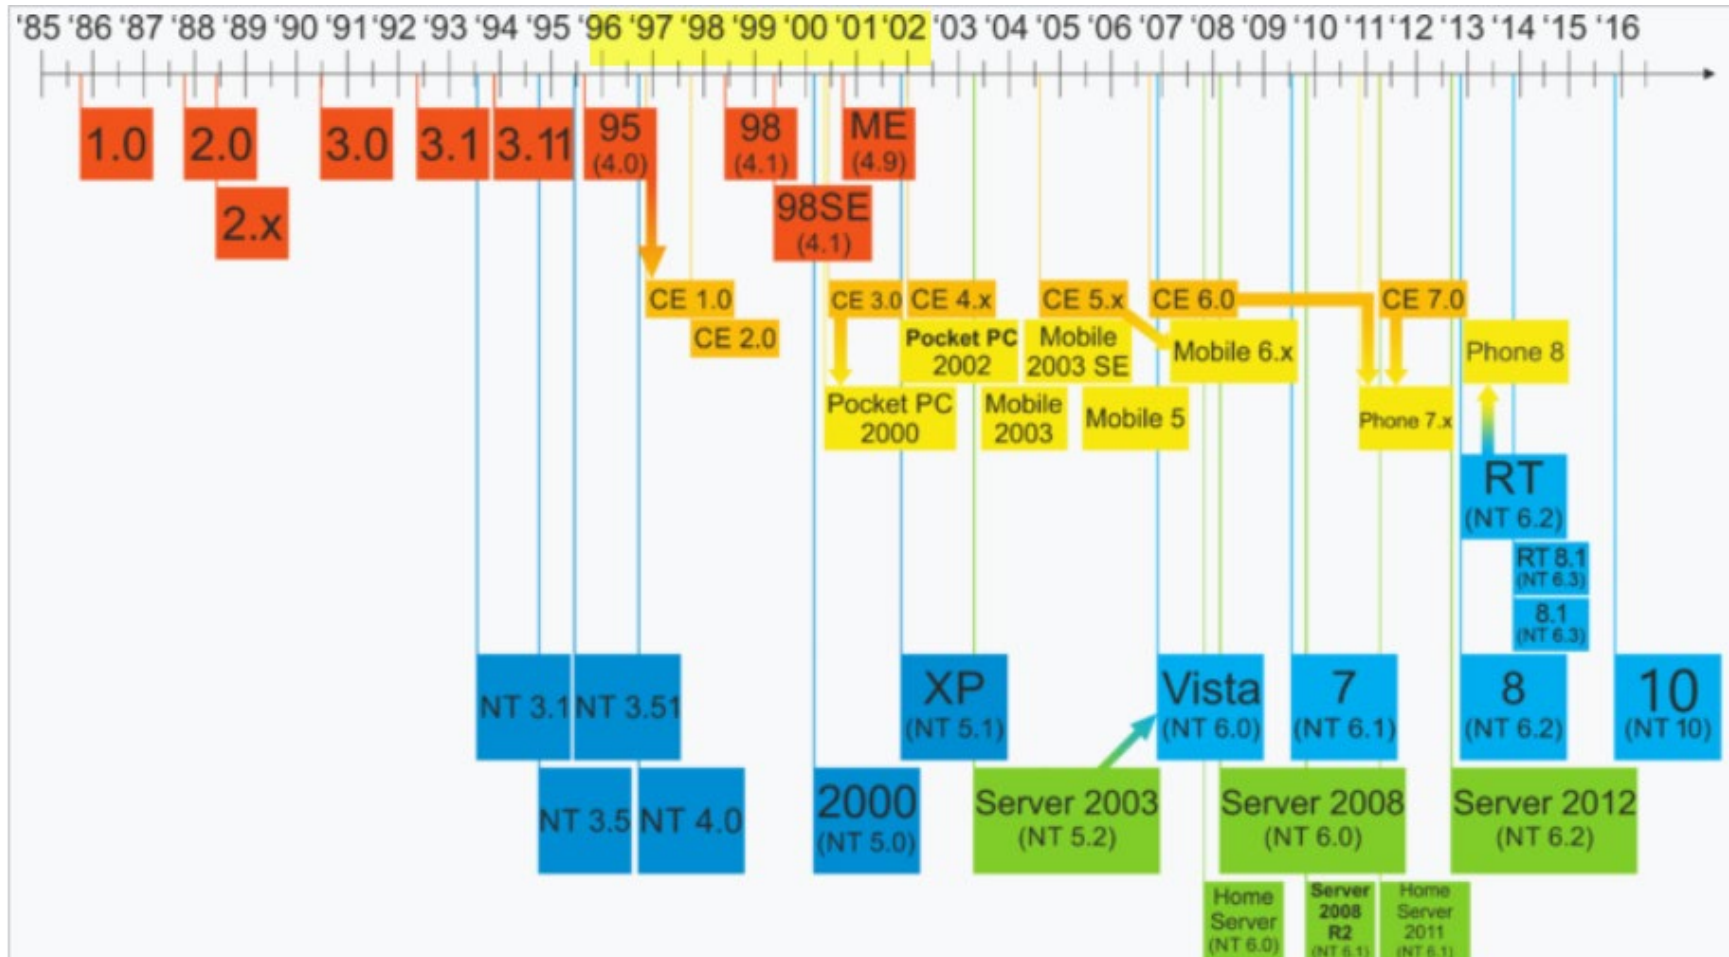 ‘85 ‘86 ‘87 ‘88 ‘89 ‘90 ‘91 ‘92 ‘93 ‘94 ‘95 ‘96 ‘97 ‘98 ‘99 ‘00 ‘01 ‘02 ‘03 ‘04 ‘05 ‘06 ‘07 ‘08 ‘09 ‘10 ‘11 ‘12 ‘13 ‘14 ‘15 ‘16
1.0
2.0
3.0
3.1
3.11
95
(4.0)
98
(4.1)
ME
(4.9)
2.x
98SE
(4.1)
CE 1.0
CE 3.0
CE 4.x
CE 5.x
CE 6.0
CE 7.0
CE 2.0
Pocket PC
2002
Mobile
2003 SE
Mobile 6.x
Phone 8
Pocket PC
2000
Mobile
2003
Mobile 5
Phone 7.x
RT
(NT 6.2)
RT 8.1
(NT 6.3)
8.1
(NT 6.3)
NT 3.1
NT 3.51
XP
(NT 5.1)
Vista
(NT 6.0)
7
(NT 6.1)
8
(NT 6.2)
10
(NT 10)
NT 3.5
NT 4.0
2000
(NT 5.0)
Server 2003
(NT 5.2)
Server 2008
(NT 6.0)
Server 2012
(NT 6.2)
Home
Server
(NT 6.0)
Server
2008
R2
(NT 6.1)
Home
Server
2011
(NT 6.1)